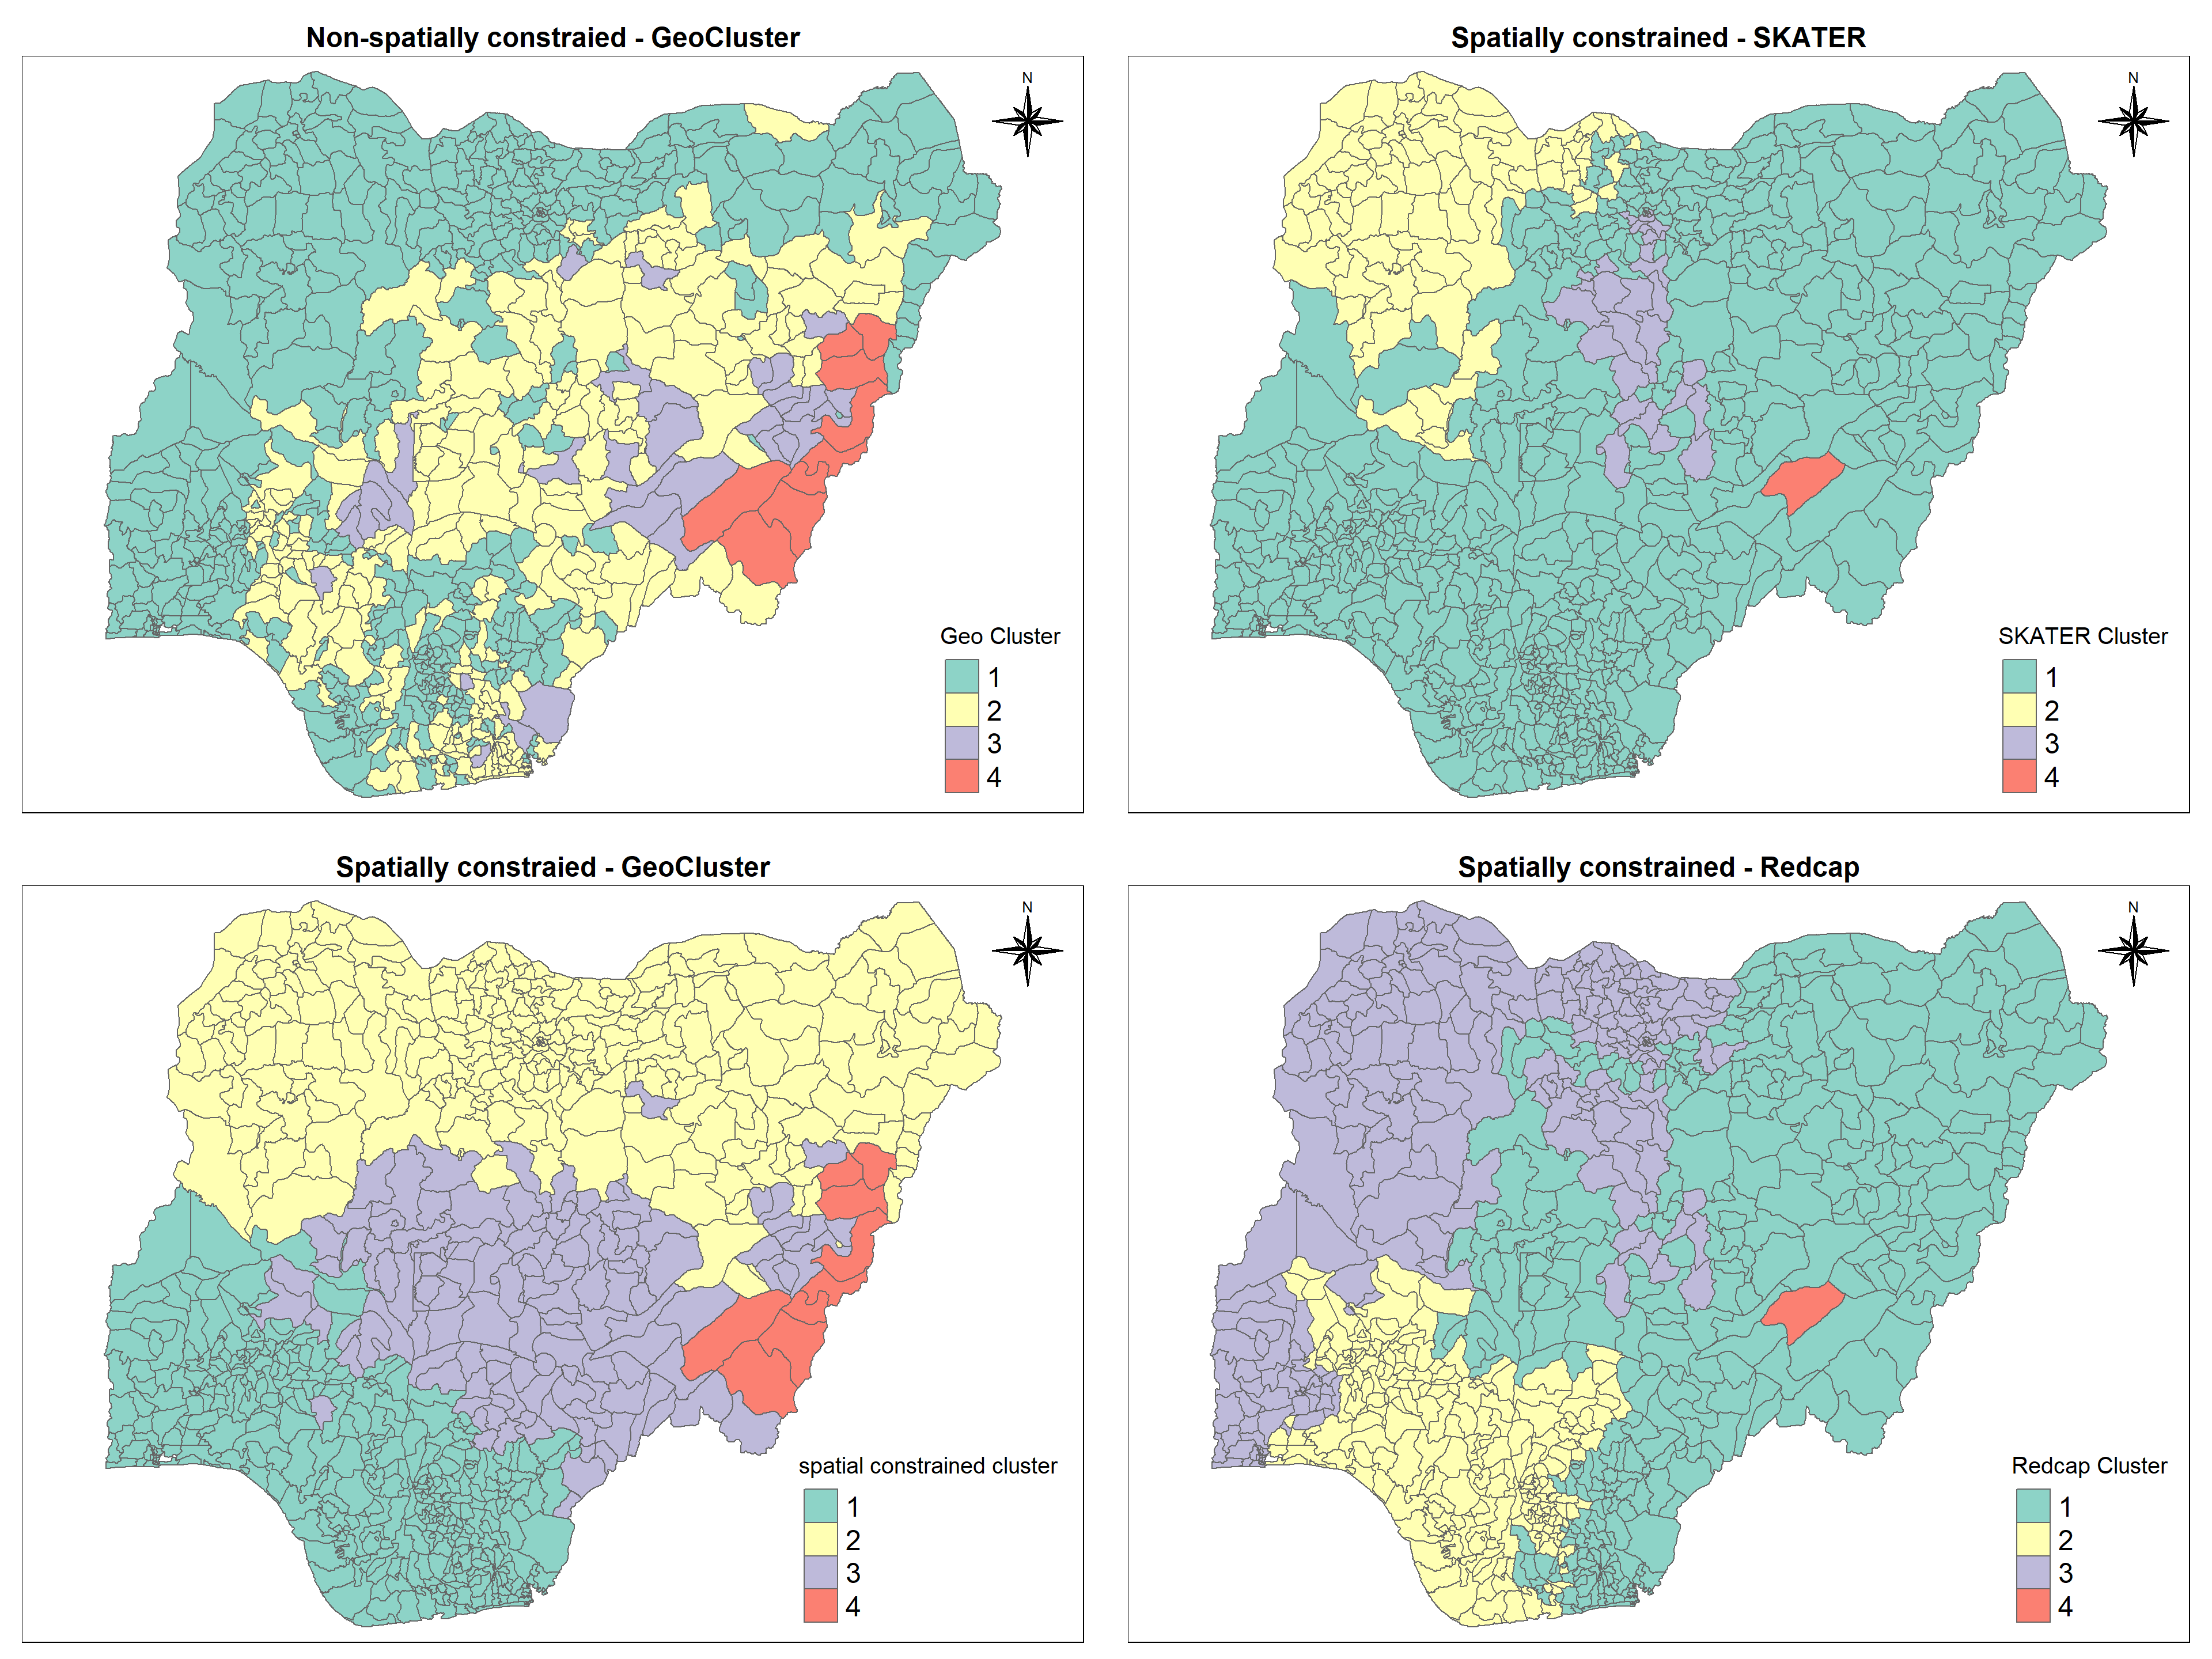 Non-spatially constraied - GeoCluster
N
Geo Cluster
1
2
3
4
Spatially constrained - SKATER
N
SKATER Cluster
1
2
3
4
Spatially constraied - GeoCluster
N
spatial constrained cluster
1
2
3
4
Spatially constrained - Redcap
N
Redcap Cluster
1
2
3
4